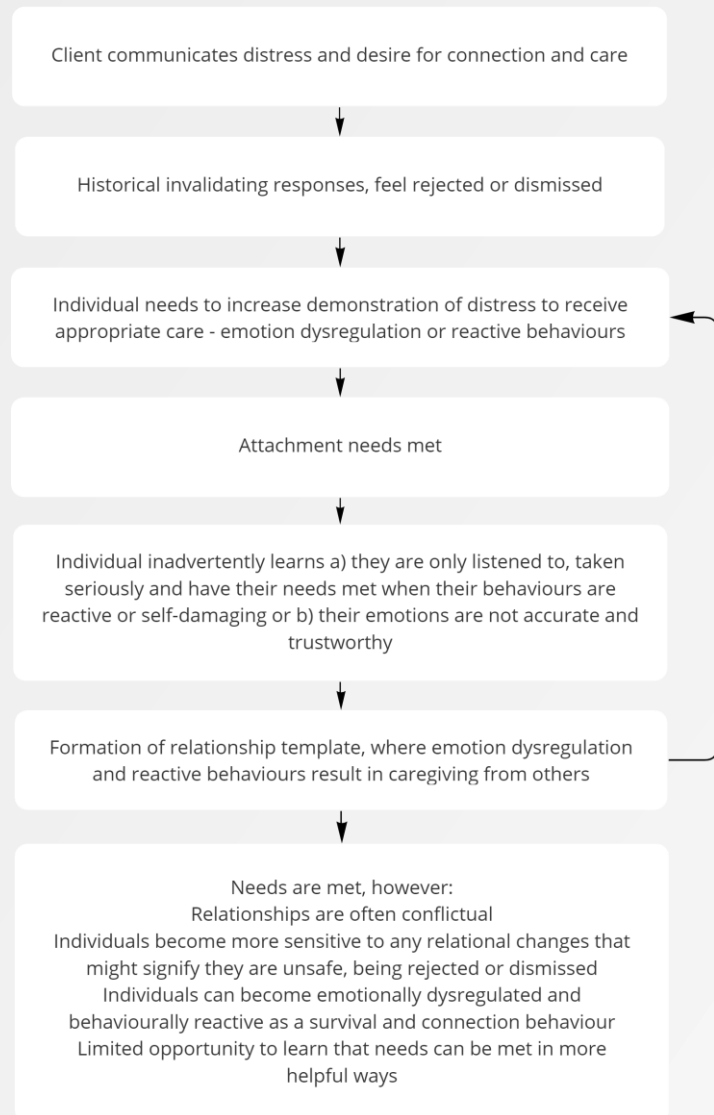 Client communicates distress and desire for connection and care
Historical invalidating responses, feel rejected or dismissed
Individual needs to increase demonstration of distress to receive
appropriate care - emotion dysregulation or reactive behaviours
Attachment needs met
Individual inadvertently learns a) they are only listened to, taken
seriously and have their needs met when their behaviours are
reactive or self-damaging or b) their emotions are not accurate and
trustworthy
Formation of relationship template, where emotion dysregulation
and reactive behaviours result in caregiving from others
Needs are met, however:
Relationships are often conflictual
Individuals become more sensitive to any relational changes that
might signify they are unsafe, being rejected or dismissed
Individuals can become emotionally dysregulated and
behaviourally reactive as a survival and connection behaviour
Limited opportunity to learn that needs can be met in more
helpful ways